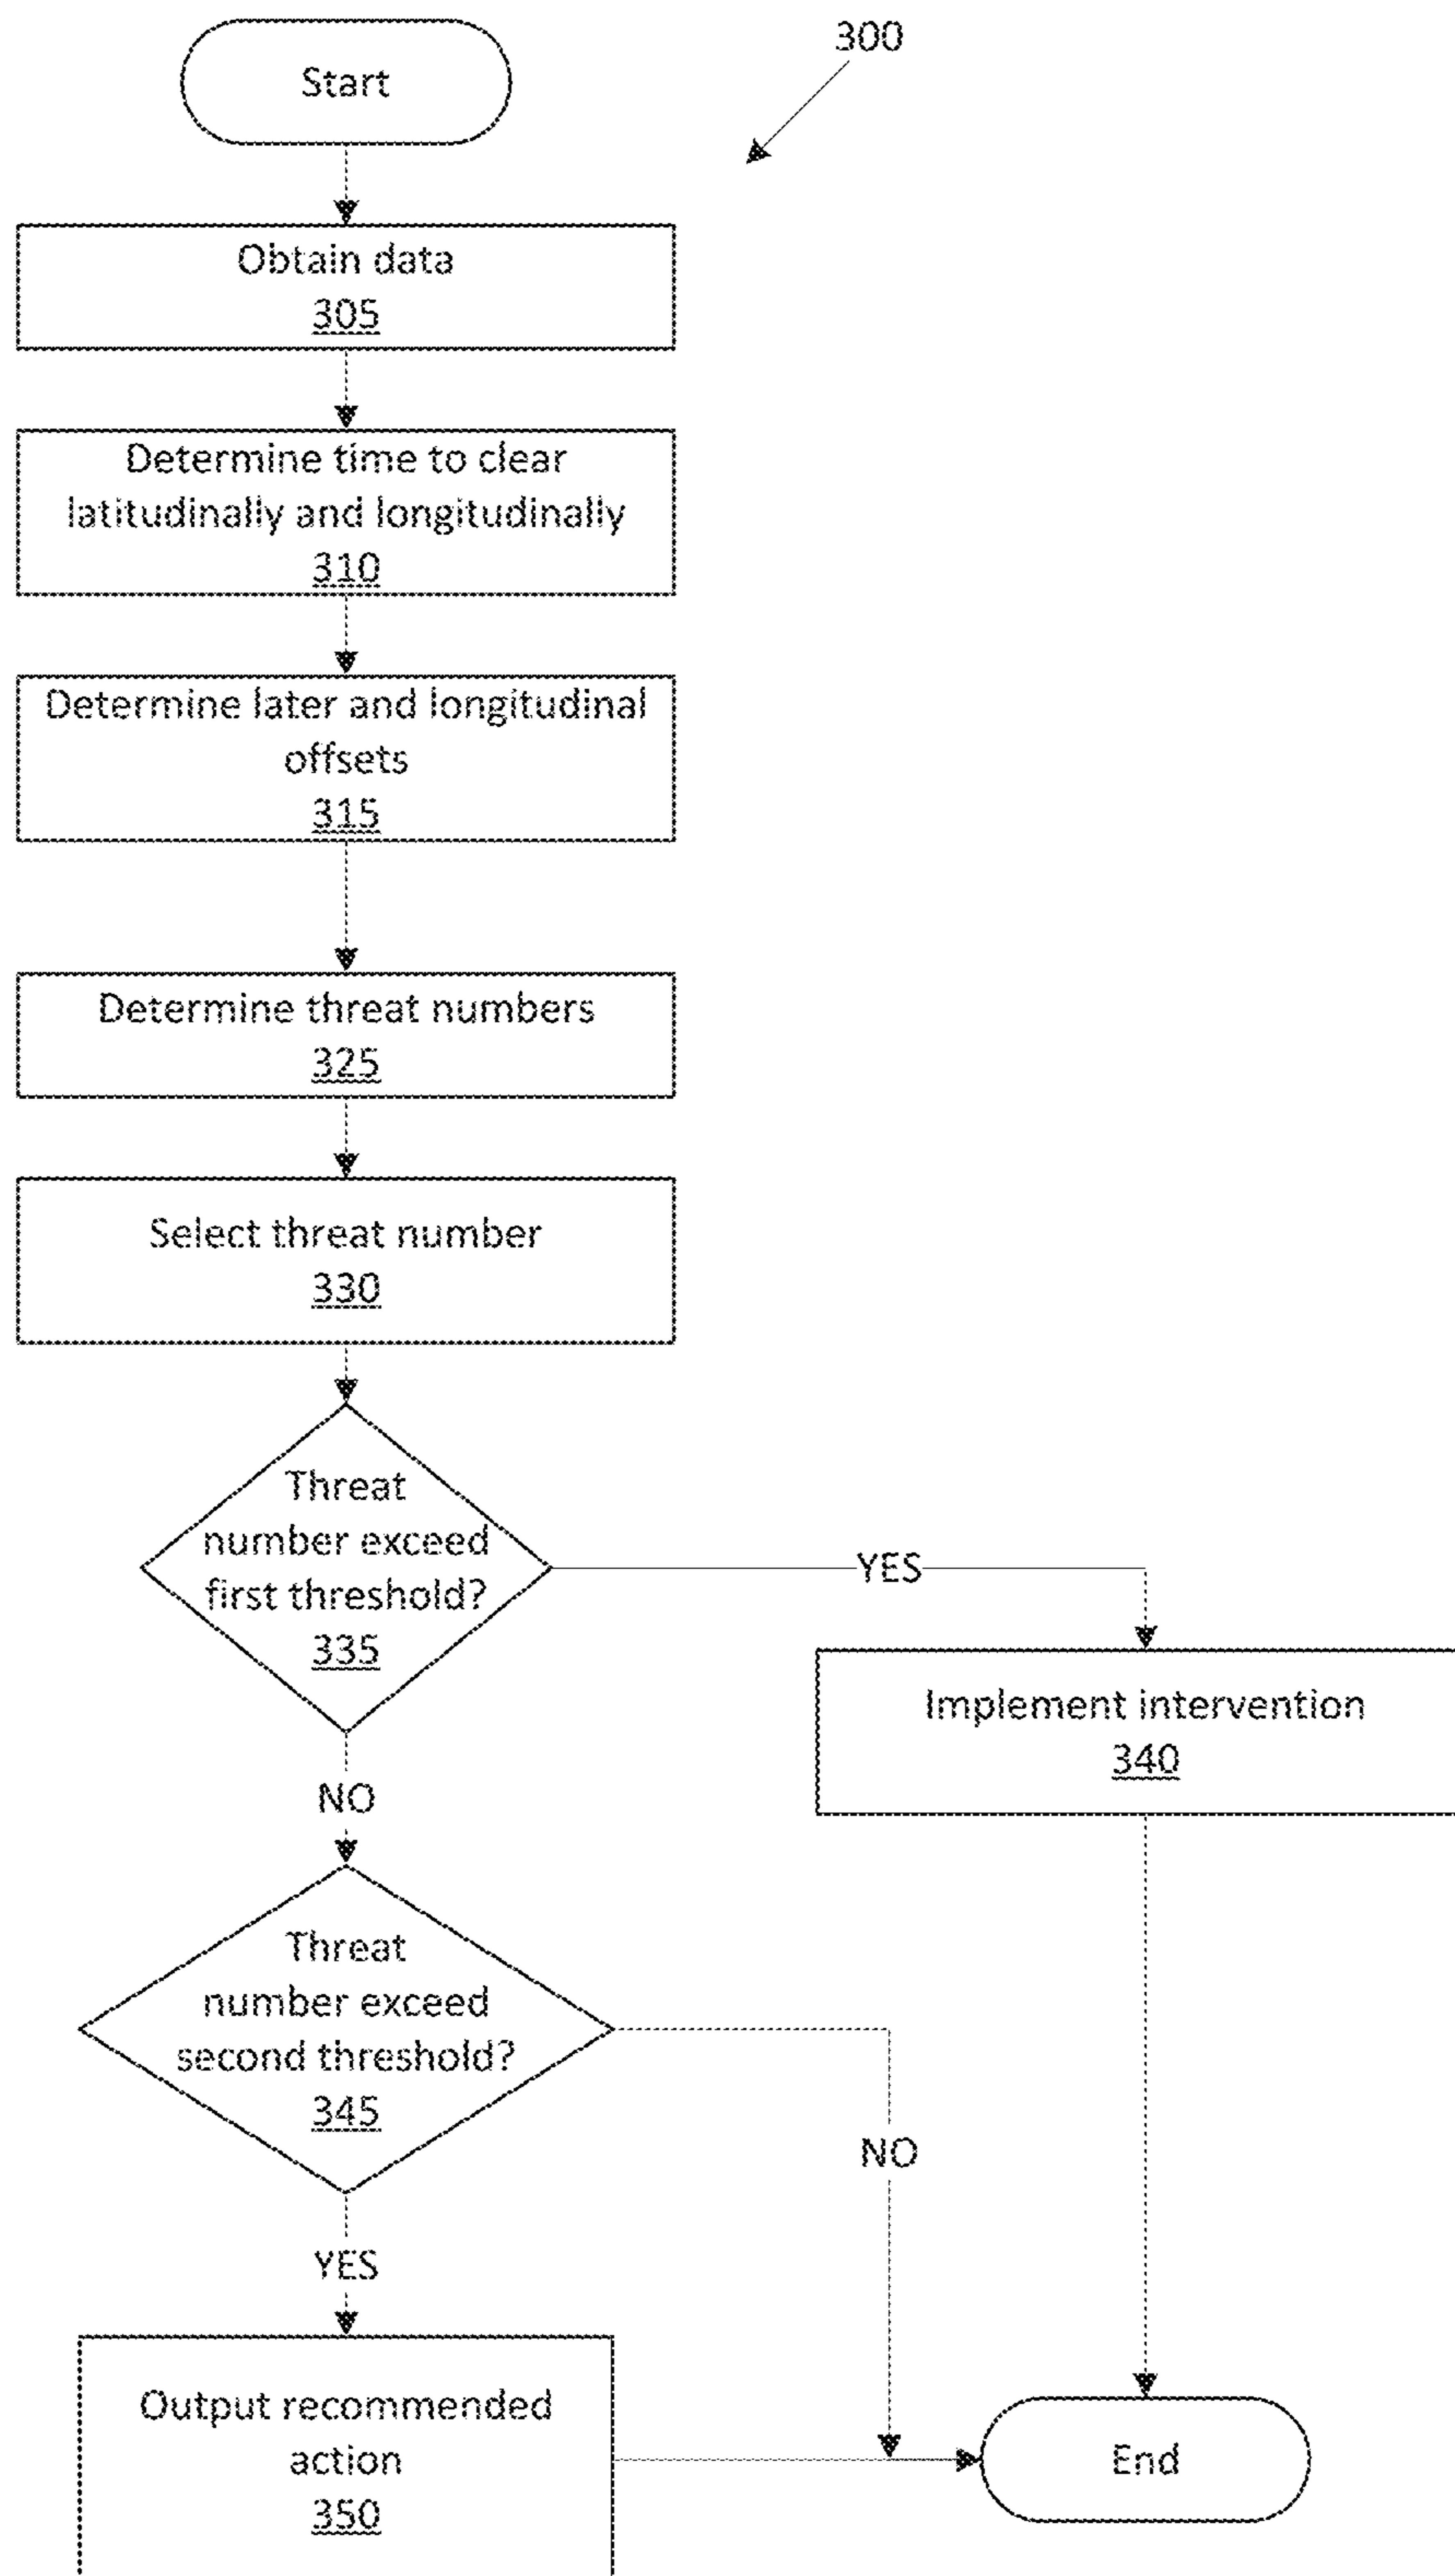 Start
300
Obtain data
305
Determine time to clear
latitudinally and longitudinally
310
Determine later and longitudinal
offsets
315
Determine threat numbers
325
Select threat number
330
Threat
number exceed
first threshold?
335
YES
Implement intervention
340
NO
Threat
number exceed
second threshold?
345
NO
YES
Output recommended
action
350
End